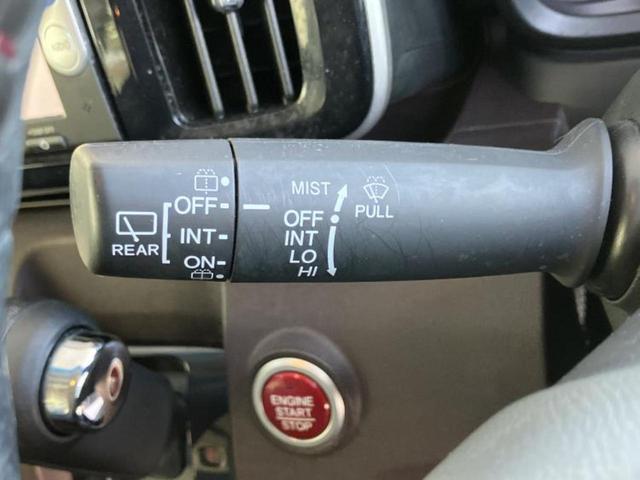 OFF
INT
ON
REAR
MIST
OFF
INT
LO
HI
PULL
ENGINE
START
STOP